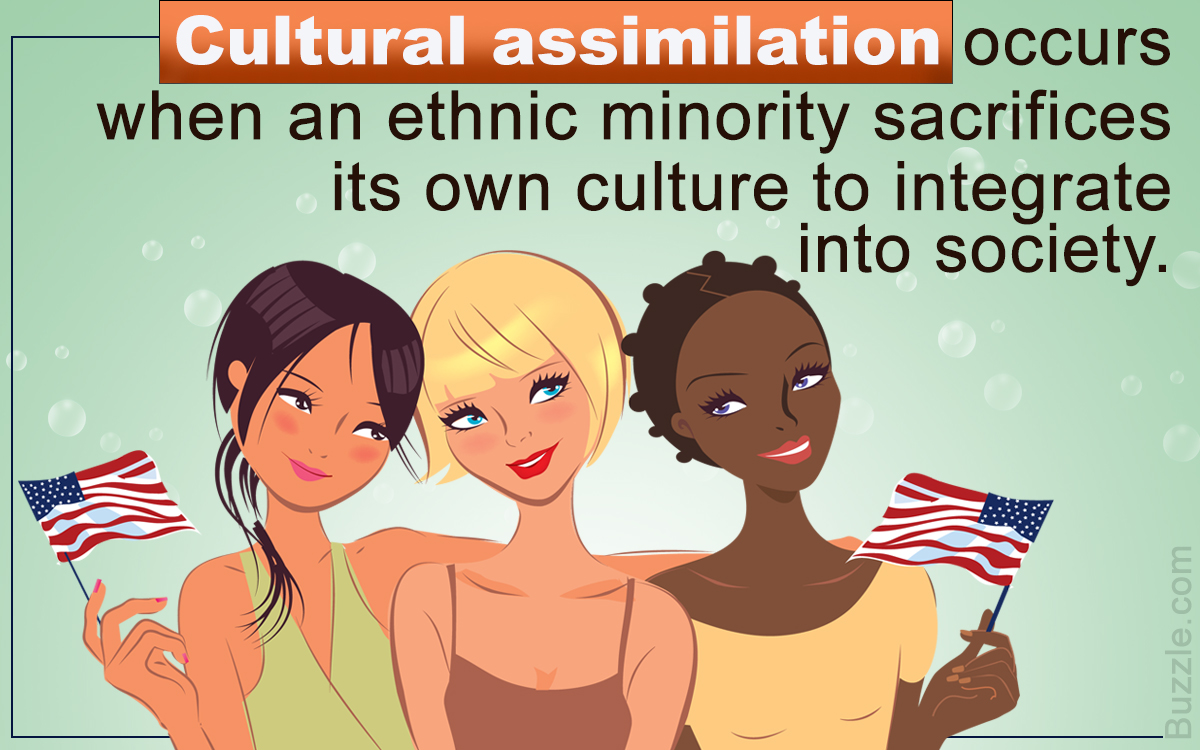 Cultural assimilation occurs
when an ethnic minority sacrifices
its own culture to integrate
into society.
Buzzle.com